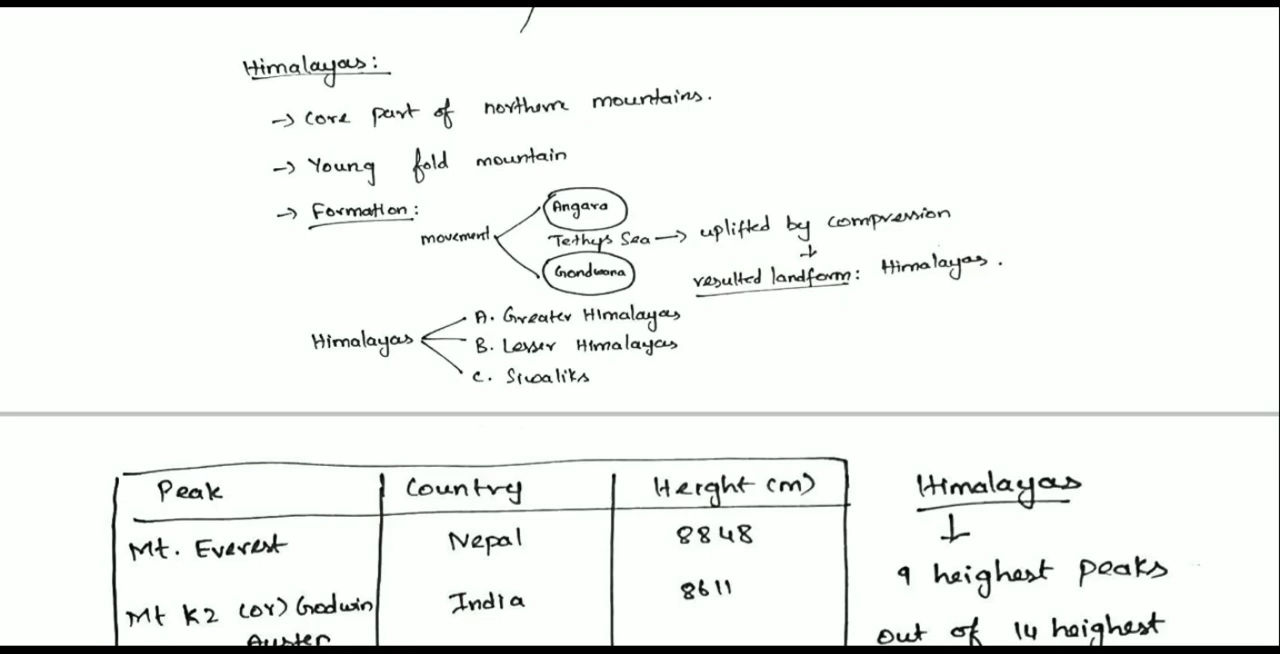 Himalayas:
→ core part of northern mountains.
→ Young fold mountain
→ Formation:
Angara
movement Tethys Sea → uplifted by compression
Gondwana
resulted landform: Himalayas.
A. Greater Himalayas
Himalayas B. Lesser Himalayas
C. Siwaliks
Peak Country Height (m)
Mt. Everest Nepal 8848
Mt K2 (or) Godwin India 8611
Auster
Himalayas
9 heighest peaks
out of 14 heighest